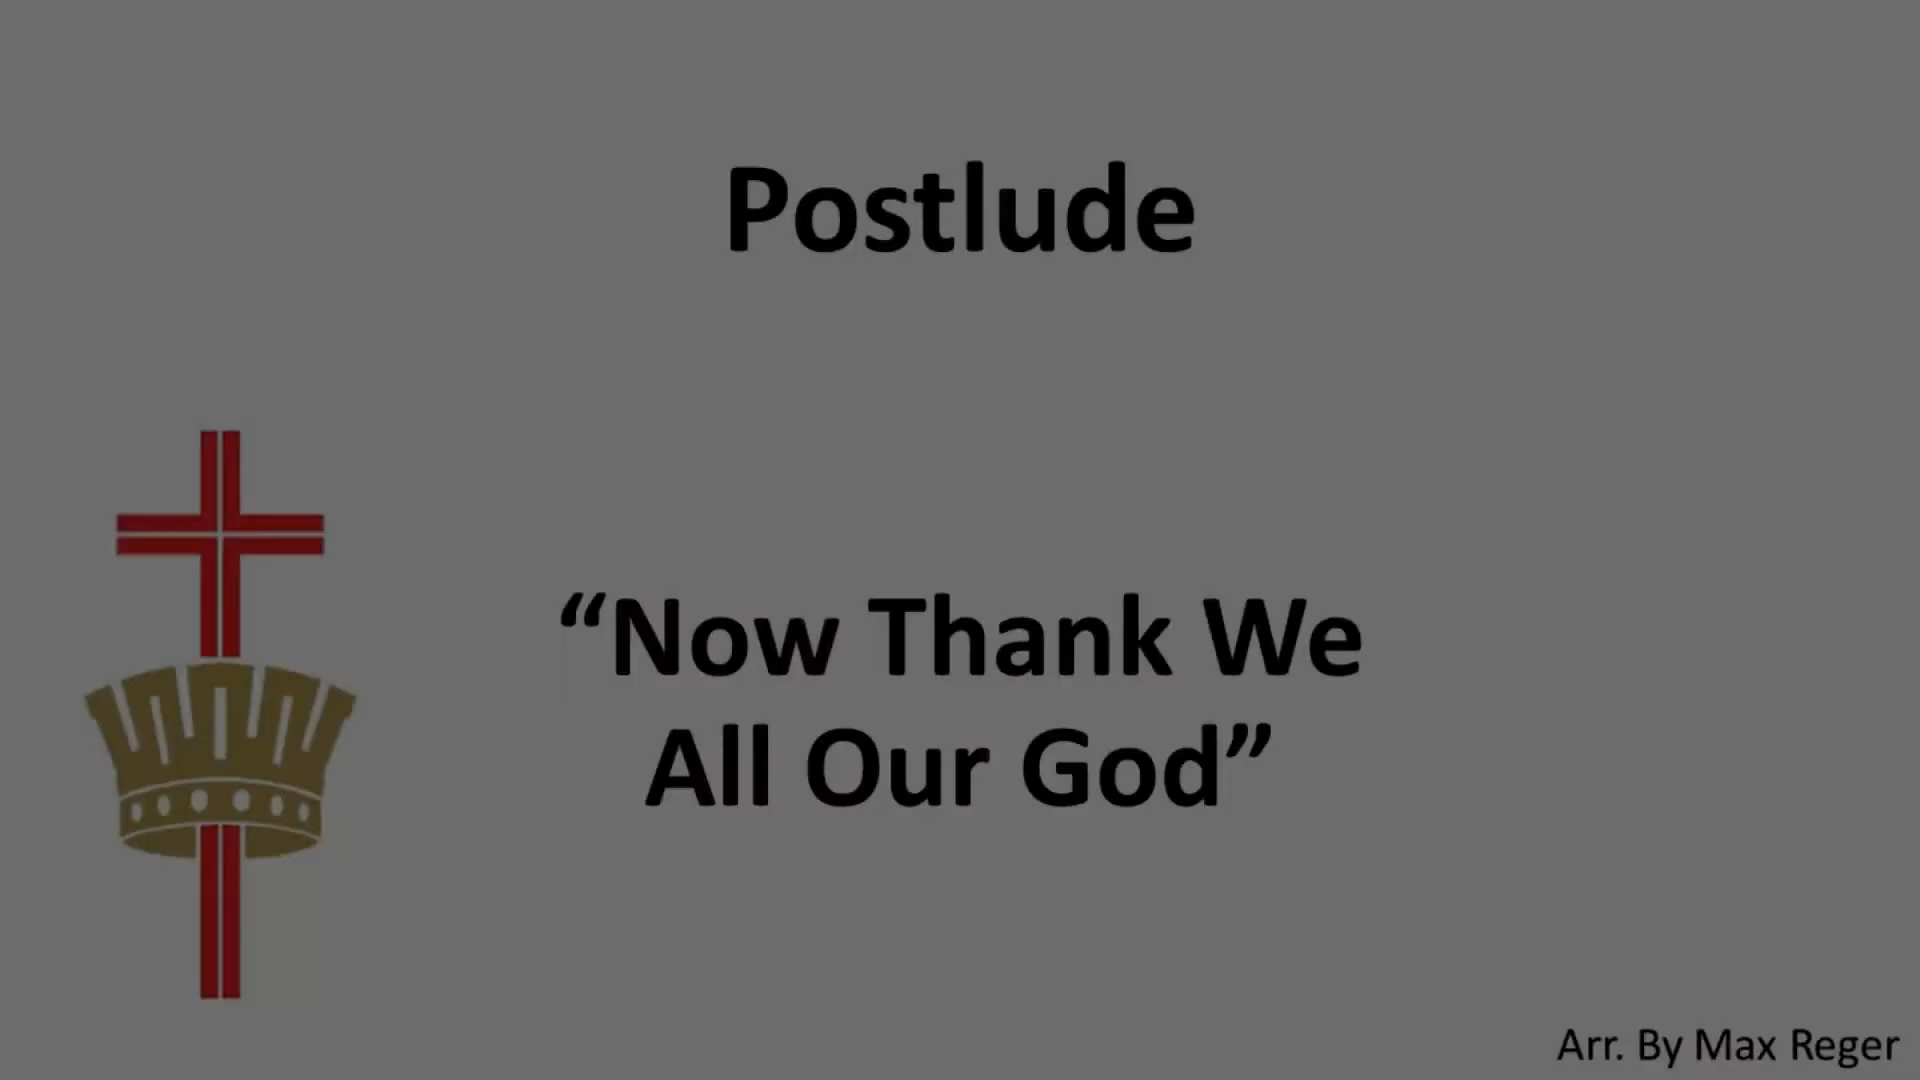 Postlude
“Now Thank We
All Our God”
Arr. By Max Reger